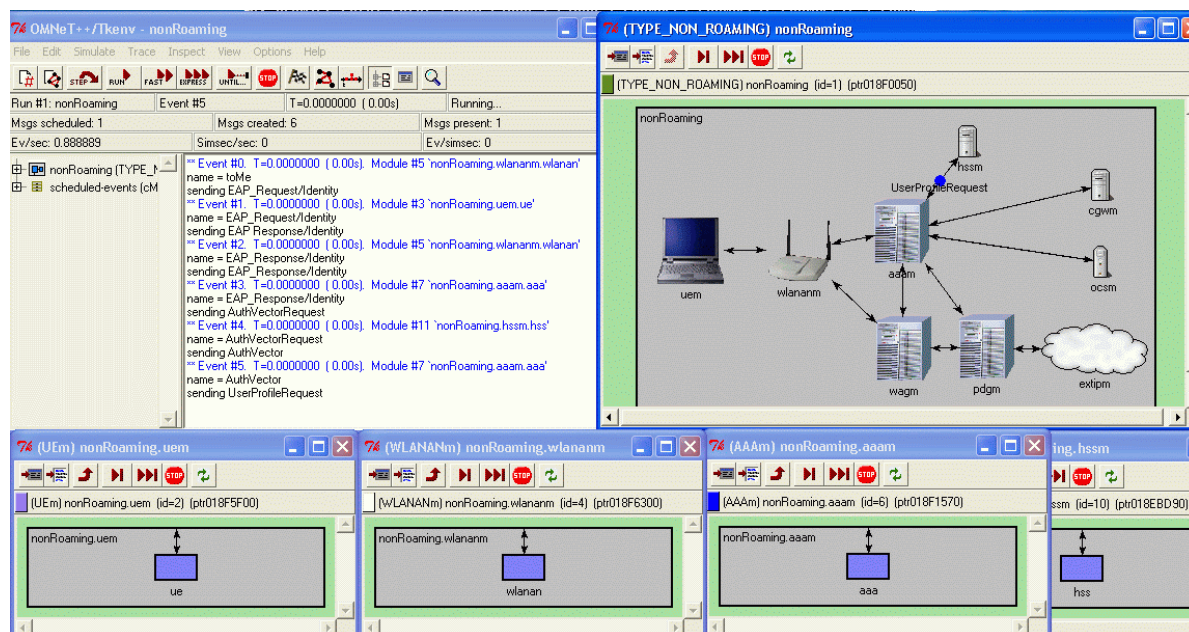 OMNeT++/Tkenv - nonRoaming
File Edit Simulate Trace Inspect View Options Help
STEP RUN FAST EXPRESS UNTIL... STOP
Run #1: nonRoaming Event #5 T=0.0000000 ( 0.00s) Running...
Msgs scheduled: 1 Msgs created: 6 Msgs present: 1
Ev/sec: 0.888889 Simsec/sec: 0 Ev/simsec: 0
nonRoaming (TYPE_N
scheduled-events (cM
** Event #0. T=0.0000000 ( 0.00s). Module #5 `nonRoaming.wlananm.wlanan'
name = toMe
sending EAP_Request/Identity
** Event #1. T=0.0000000 ( 0.00s). Module #3 `nonRoaming.uem.ue'
name = EAP_Request/Identity
sending EAP Response/Identity
** Event #2. T=0.0000000 ( 0.00s). Module #5 `nonRoaming.wlananm.wlanan'
name = EAP_Response/Identity
sending EAP_Response/Identity
** Event #3. T=0.0000000 ( 0.00s). Module #7 `nonRoaming.aaam.aaa'
name = EAP_Response/Identity
sending AuthVectorRequest
** Event #4. T=0.0000000 ( 0.00s). Module #11 `nonRoaming.hssm.hss'
name = AuthVectorRequest
sending AuthVector
** Event #5. T=0.0000000 ( 0.00s). Module #7 `nonRoaming.aaam.aaa'
name = AuthVector
sending UserProfileRequest
(TYPE_NON_ROAMING) nonRoaming
STOP
(TYPE_NON_ROAMING) nonRoaming (id=1) (ptr018F0050)
nonRoaming
hssm
UserProfileRequest
cgwm
aaam
ocsm
uem
wlananm
wagm
pdgm
extipm
(UEm) nonRoaming.uem
STOP
(UEm) nonRoaming.uem (id=2) (ptr018F5F00)
nonRoaming.uem
ue
(WLANANm) nonRoaming.wlananm
STOP
(WLANANm) nonRoaming.wlananm (id=4) (ptr018F6300)
nonRoaming.wlananm
wlanan
(AAAm) nonRoaming.aaam
STOP
(AAAm) nonRoaming.aaam (id=6) (ptr018F1570)
nonRoaming.aaam
aaa
ing.hssm
STOP
ssm (id=10) (ptr018EBD90)
hss